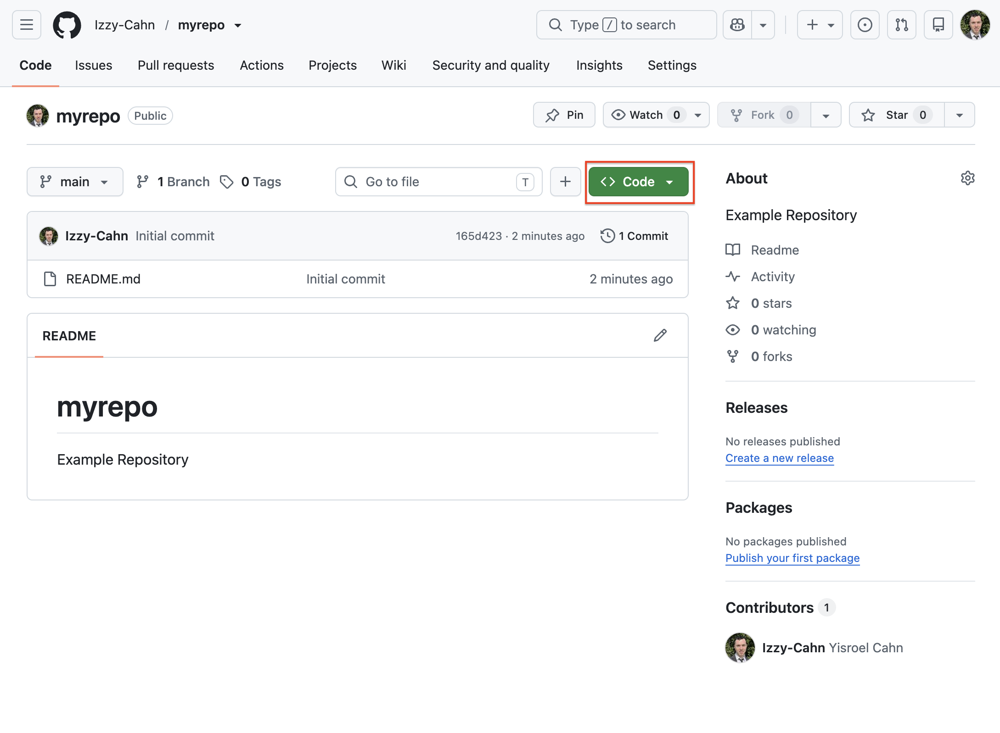 Izzy-Cahn / myrepo
Type / to search
Code Issues Pull requests Actions Projects Wiki Security and quality Insights Settings
myrepo Public
Pin Watch 0 Fork 0 Star 0
main 1 Branch 0 Tags Go to file T + Code
Izzy-Cahn Initial commit 165d423 · 2 minutes ago 1 Commit
README.md Initial commit 2 minutes ago
README
myrepo
Example Repository
About
Example Repository
Readme
Activity
0 stars
0 watching
0 forks
Releases
No releases published
Create a new release
Packages
No packages published
Publish your first package
Contributors 1
Izzy-Cahn Yisroel Cahn